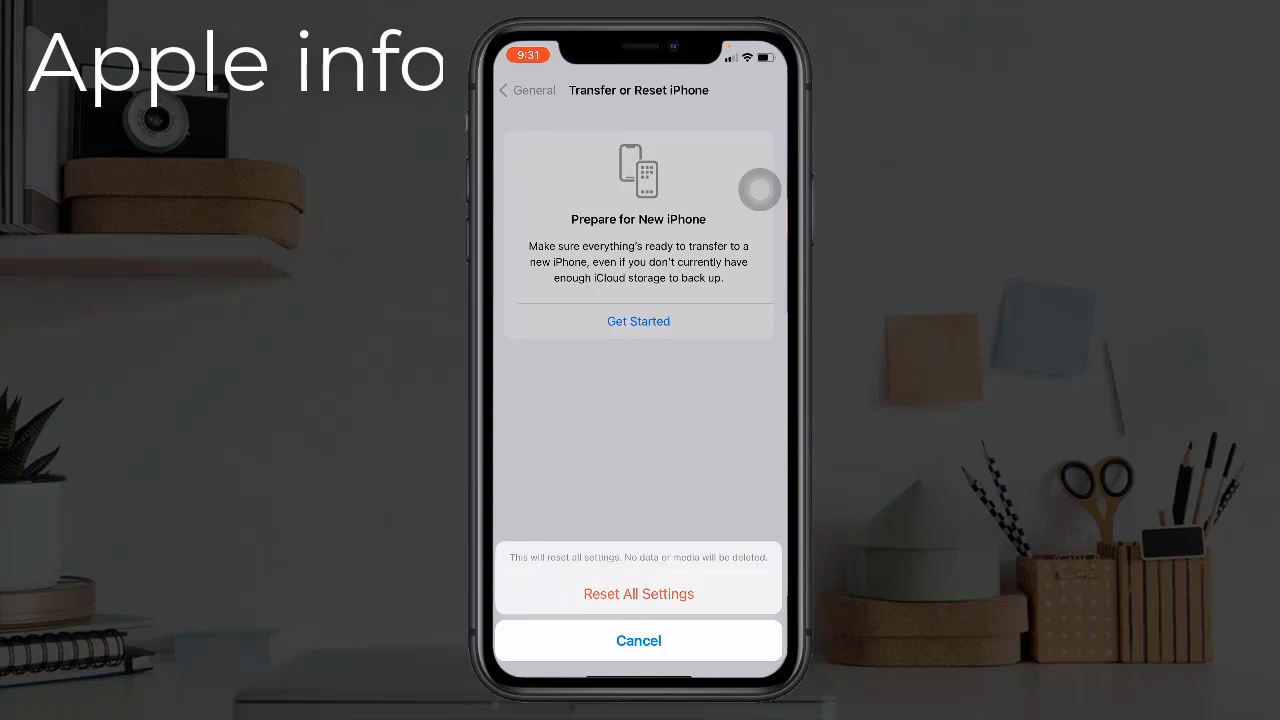 Apple info
9:31
General
Transfer or Reset iPhone
Prepare for New iPhone
Make sure everything's ready to transfer to a
new iPhone, even if you don't currently have
enough iCloud storage to back up.
Get Started
This will reset all settings. No data or media will be deleted.
Reset All Settings
Cancel